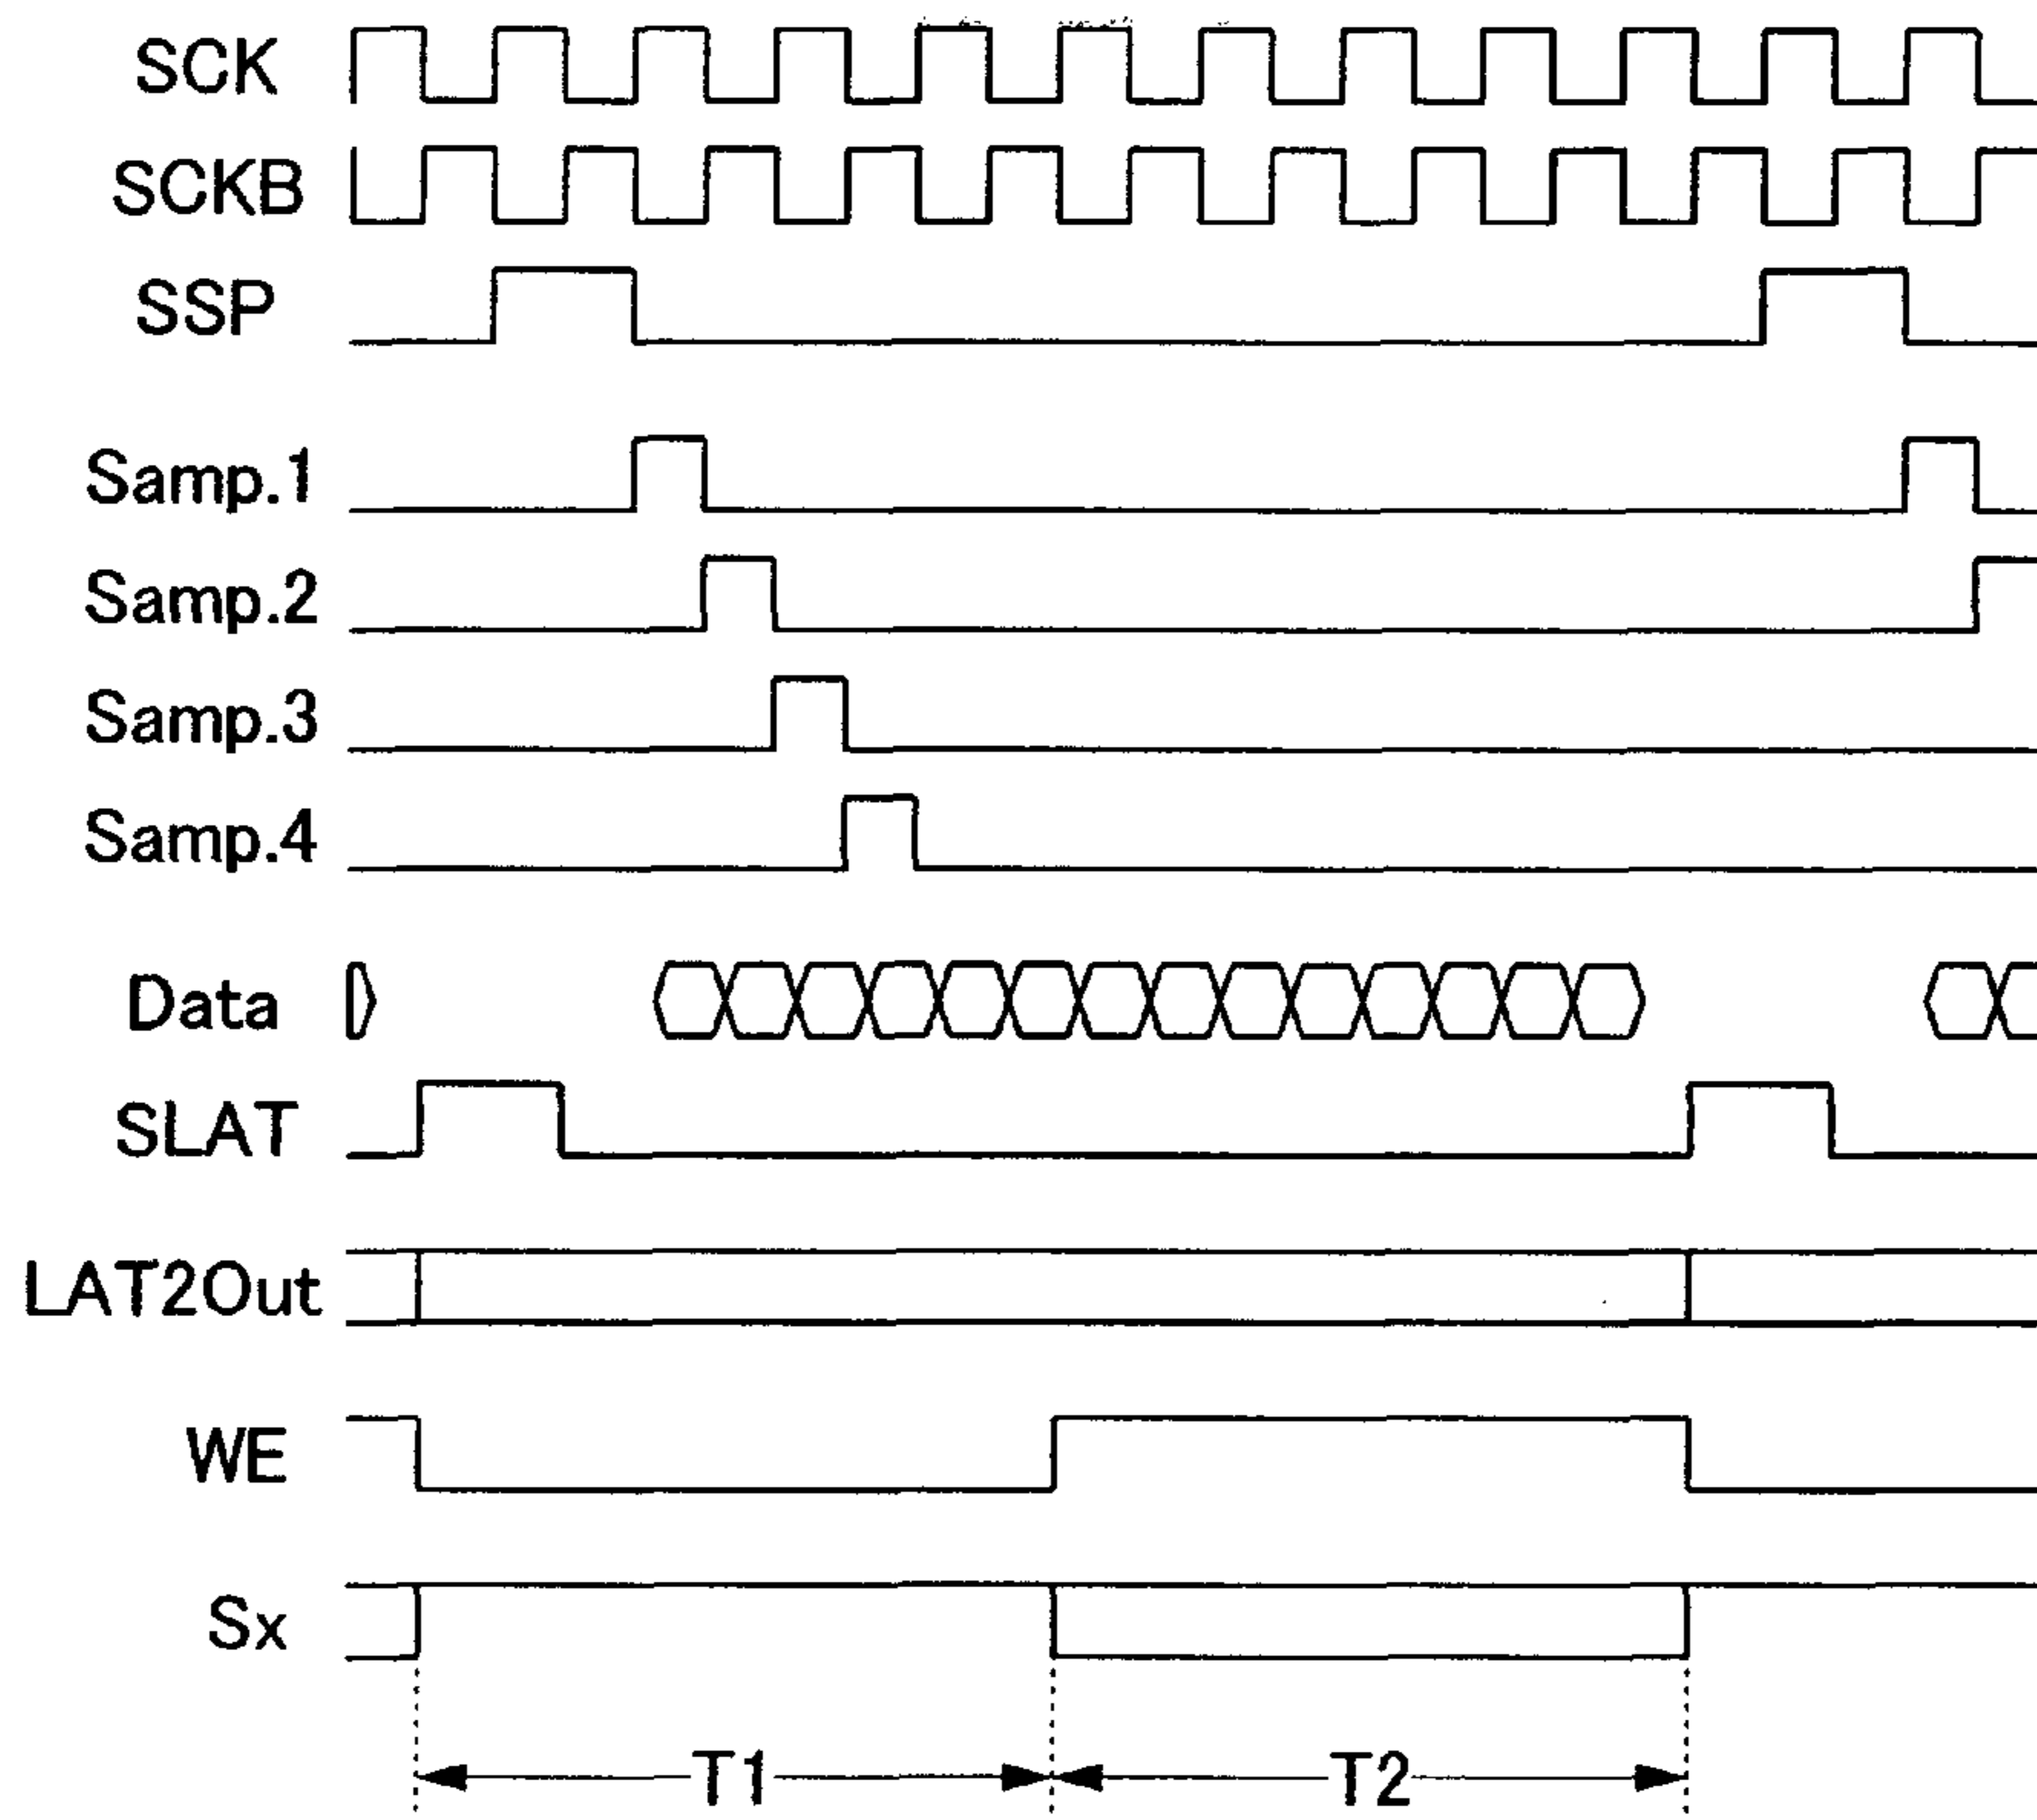 SCK
SCKB
SSP
Samp.1
Samp.2
Samp.3
Samp.4
Data
SLAT
LAT2Out
WE
Sx
T1 T2